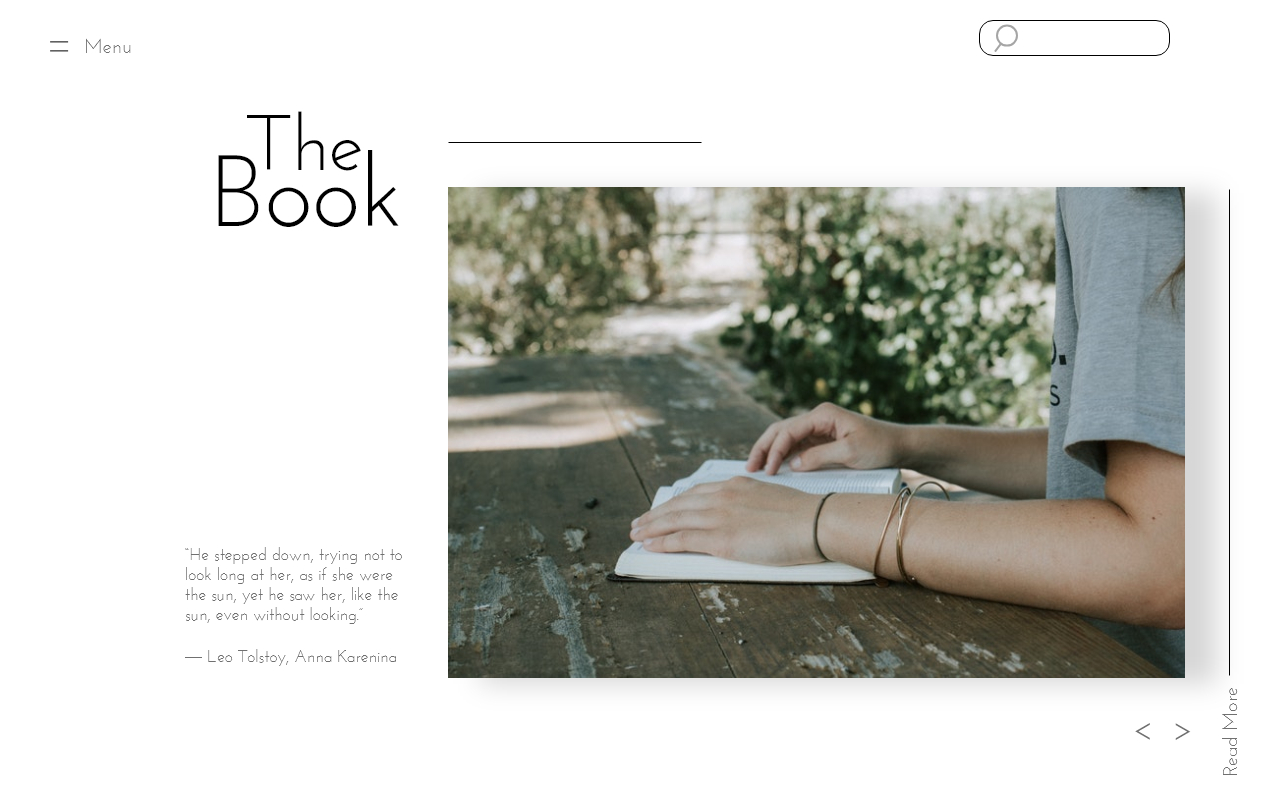 Menu
The
Book
“He stepped down, trying not to
look long at her, as if she were
the sun, yet he saw her, like the
sun, even without looking.”
— Leo Tolstoy, Anna Karenina
< >
Read More